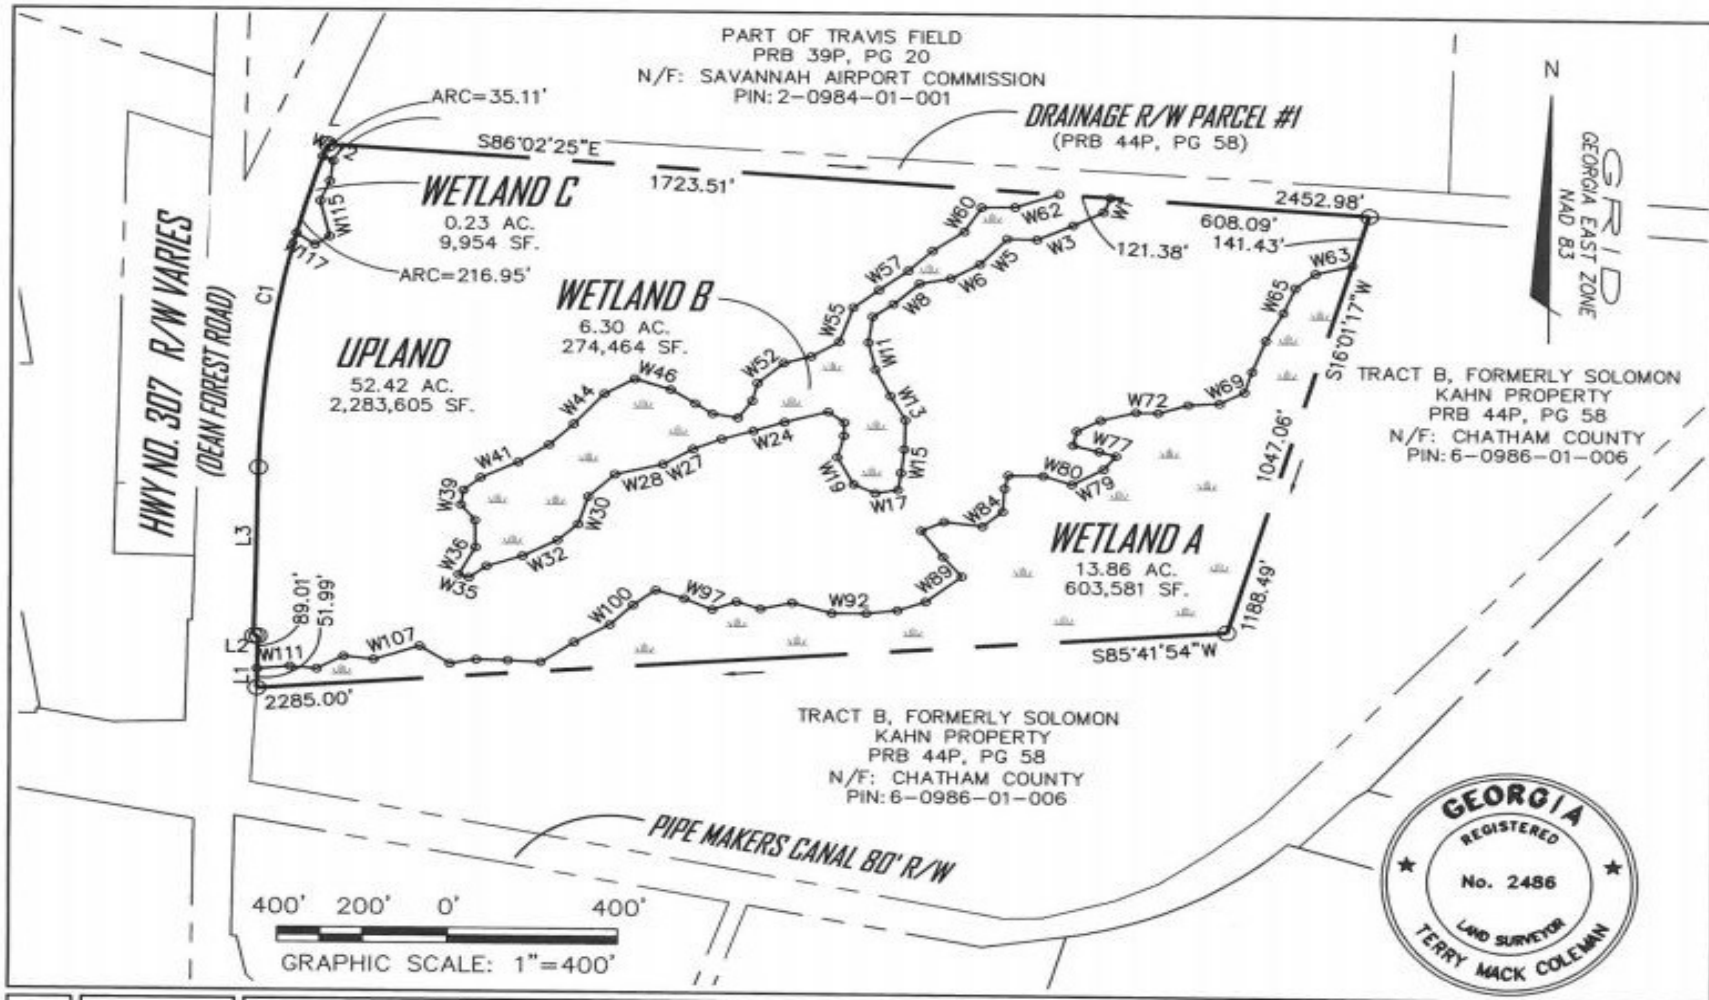 PART OF TRAVIS FIELD
PRB 39P, PG 20
N/F: SAVANNAH AIRPORT COMMISSION
PIN: 2-0984-01-001
ARC=35.11'
DRAINAGE R/W PARCEL #1
(PRB 44P, PG 58)
N
GRID
GEORGIA EAST ZONE
NAD 83
S86°02'25"E
1723.51'
2452.98'
608.09'
141.43'
121.38'
WETLAND C
0.23 AC.
9,954 SF.
W115
W117
ARC=216.95'
C1
HWY NO. 307 R/W VARIES
(DEAN FOREST ROAD)
W60
W62
W1
W3
W5
W6
W8
W57
W55
W11
W63
W65
S16°01'17"W
WETLAND B
6.30 AC.
274,464 SF.
UPLAND
52.42 AC.
2,283,605 SF.
W52
W46
W44
W13
W69
W72
TRACT B, FORMERLY SOLOMON
KAHN PROPERTY
PRB 44P, PG 58
N/F: CHATHAM COUNTY
PIN: 6-0986-01-006
W24
W27
W28
W41
W39
W30
W15
W19
W17
W77
W80
W79
1047.06'
W84
L3
W36
W35
W32
WETLAND A
13.86 AC.
603,581 SF.
W89
W92
W97
W100
1188.49'
89.01'
51.99'
L2
L1
W111
W107
S85°41'54"W
2285.00'
TRACT B, FORMERLY SOLOMON
KAHN PROPERTY
PRB 44P, PG 58
N/F: CHATHAM COUNTY
PIN: 6-0986-01-006
PIPE MAKERS CANAL 80' R/W
400' 200' 0' 400'
GRAPHIC SCALE: 1"=400'
GEORGIA
REGISTERED
No. 2486
LAND SURVEYOR
TERRY MACK COLEMAN